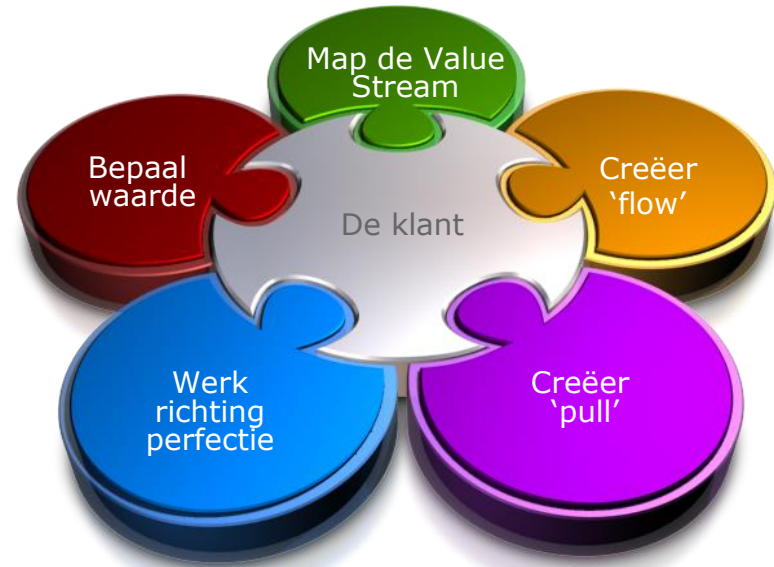 Map de Value
Stream
Bepaal
waarde
Creëer
‘flow’
De klant
Werk
richting
perfectie
Creëer
‘pull’